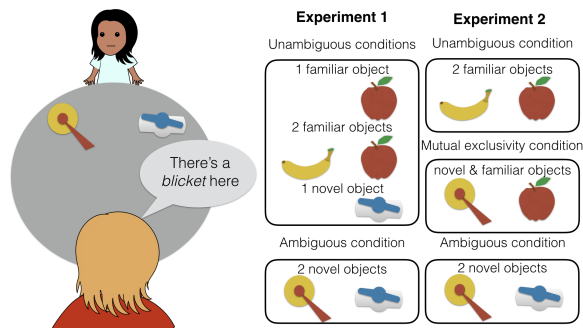 There's a
blicket here
Experiment 1
Unambiguous conditions
1 familiar object
2 familiar objects
1 novel object
Ambiguous condition
2 novel objects
Experiment 2
Unambiguous condition
2 familiar objects
Mutual exclusivity condition
novel & familiar objects
Ambiguous condition
2 novel objects